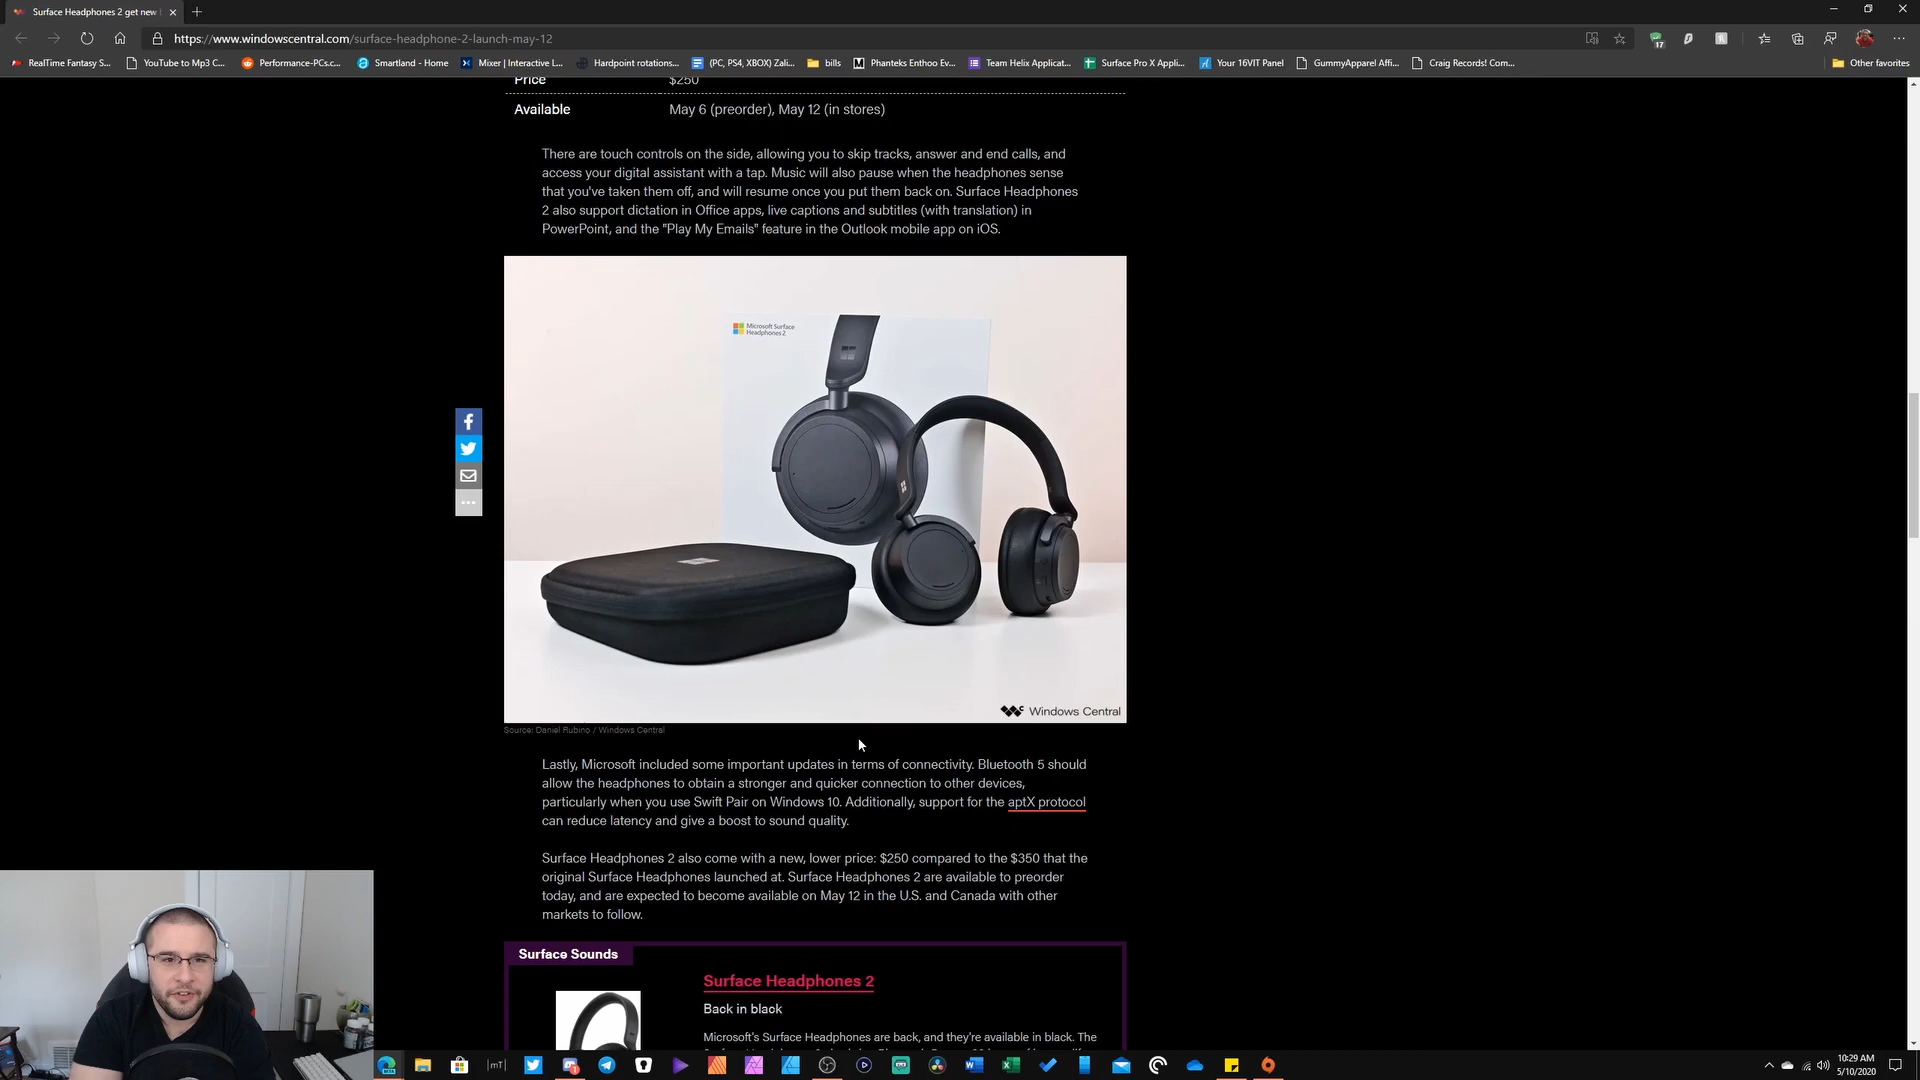 Surface Headphones 2 get new
https://www.windowscentral.com/surface-headphone-2-launch-may-12
17
RealTime Fantasy S...
YouTube to Mp3 C...
Performance-PCs.c...
Smartland - Home
Mixer | Interactive L...
Hardpoint rotations...
(PC, PS4, XBOX) Zali...
bills
Phanteks Enthoo Ev...
Team Helix Applicat...
Surface Pro X Appli...
Your 16VIT Panel
GummyApparel Affi...
Craig Records! Com...
Other favorites
Price $250
Available May 6 (preorder), May 12 (in stores)
There are touch controls on the side, allowing you to skip tracks, answer and end calls, and
access your digital assistant with a tap. Music will also pause when the headphones sense
that you've taken them off, and will resume once you put them back on. Surface Headphones
2 also support dictation in Office apps, live captions and subtitles (with translation) in
PowerPoint, and the "Play My Emails" feature in the Outlook mobile app on iOS.
Microsoft Surface
Headphones 2
Windows Central
Source: Daniel Rubino / Windows Central
Lastly, Microsoft included some important updates in terms of connectivity. Bluetooth 5 should
allow the headphones to obtain a stronger and quicker connection to other devices,
particularly when you use Swift Pair on Windows 10. Additionally, support for the aptX protocol
can reduce latency and give a boost to sound quality.
Surface Headphones 2 also come with a new, lower price: $250 compared to the $350 that the
original Surface Headphones launched at. Surface Headphones 2 are available to preorder
today, and are expected to become available on May 12 in the U.S. and Canada with other
markets to follow.
Surface Sounds
Surface Headphones 2
Back in black
Microsoft's Surface Headphones are back, and they're available in black. The
mT
10:29 AM
5/10/2020